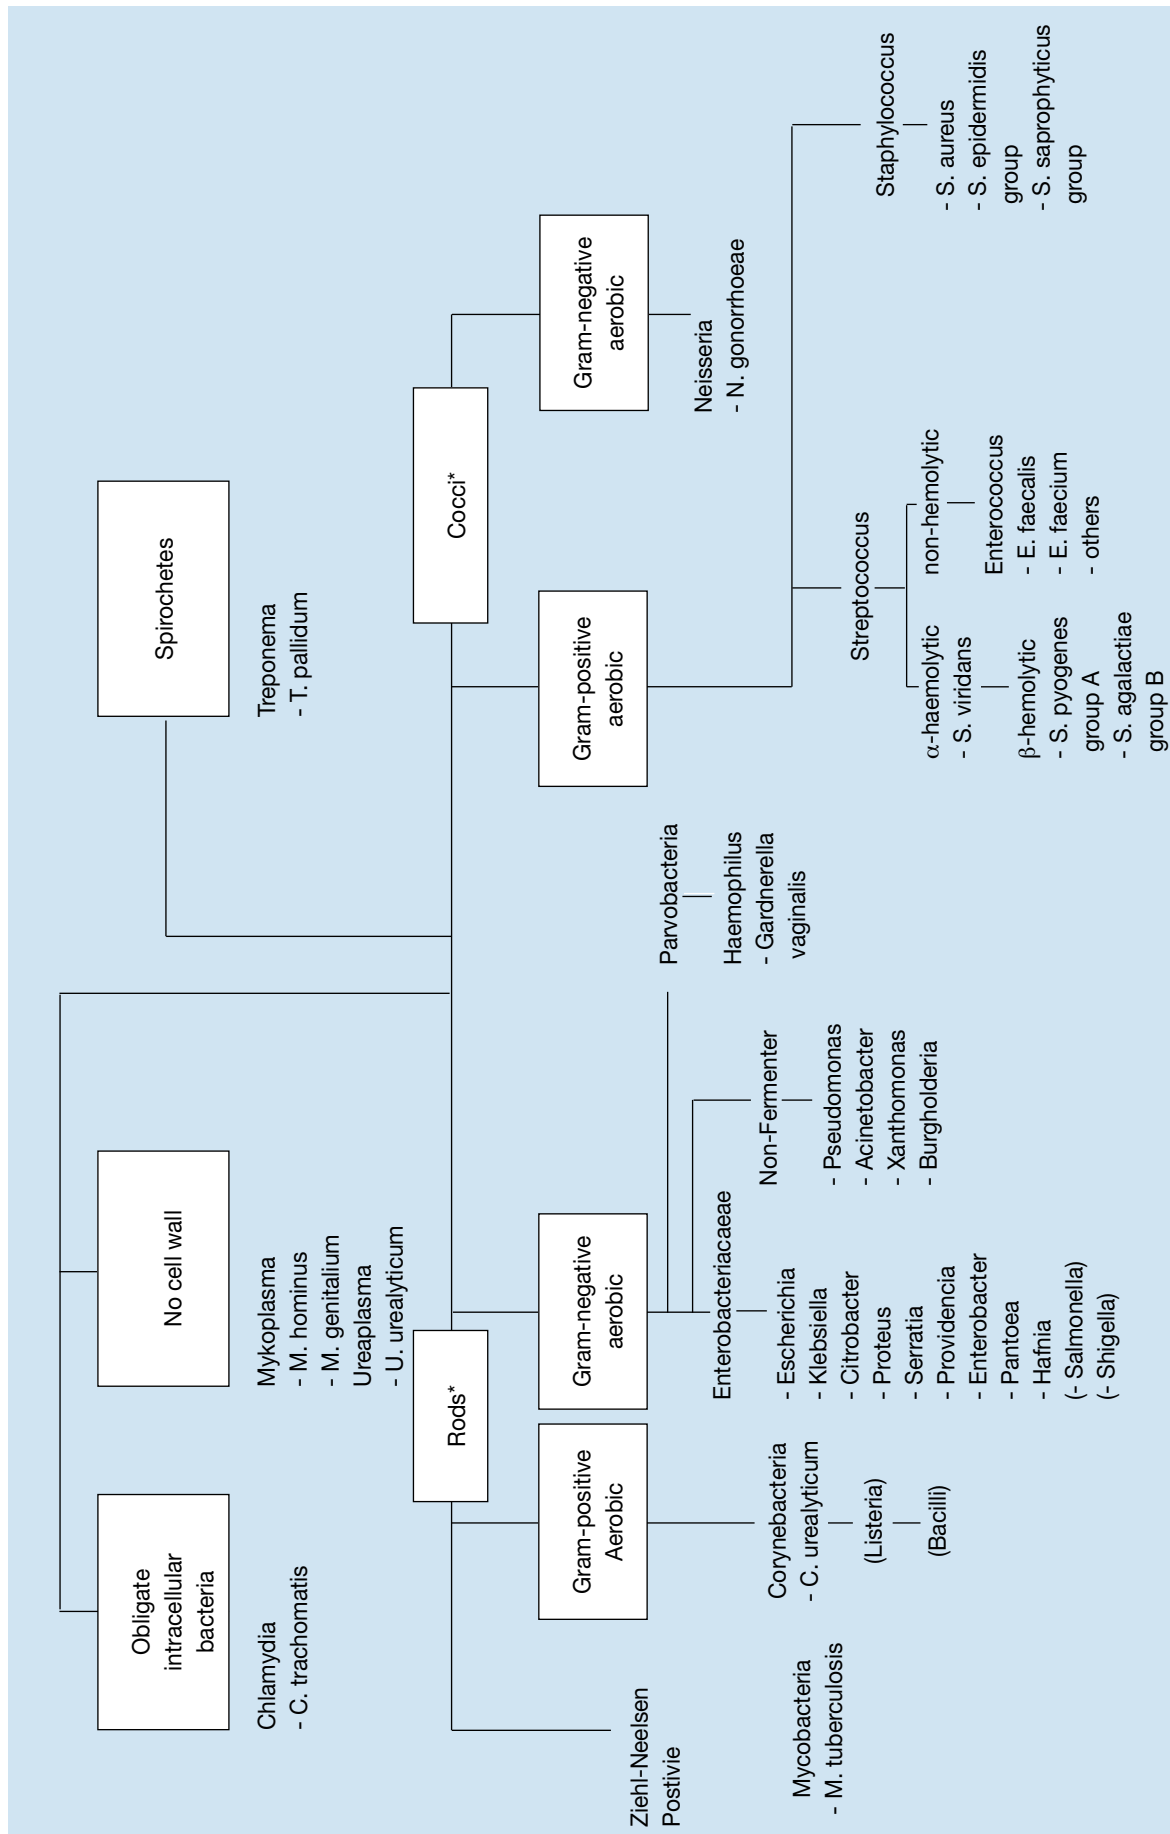 Obligate
intracellular
bacteria
Chlamydia
- C. trachomatis
No cell wall
Mykoplasma
- M. hominus
- M. genitalium
Ureaplasma
- U. urealyticum
Spirochetes
Treponema
- T. pallidum
Rods*
Cocci*
Ziehl-Neelsen
Postivie
Mycobacteria
- M. tuberculosis
Gram-positive
Aerobic
Corynebacteria
- C. urealyticum
(Listeria)
(Bacilli)
Gram-negative
aerobic
Enterobacteriacaeae
- Escherichia
- Klebsiella
- Citrobacter
- Proteus
- Serratia
- Providencia
- Enterobacter
- Pantoea
- Hafnia
(- Salmonella)
(- Shigella)
Non-Fermenter
- Pseudomonas
- Acinetobacter
- Xanthomonas
- Burgholderia
Parvobacteria
Haemophilus
- Gardnerella
vaginalis
Gram-positive
aerobic
Streptococcus
α-haemolytic
- S. viridans
β-hemolytic
- S. pyogenes
group A
- S. agalactiae
group B
non-hemolytic
Enterococcus
- E. faecalis
- E. faecium
- others
Staphylococcus
- S. aureus
- S. epidermidis
group
- S. saprophyticus
group
Gram-negative
aerobic
Neisseria
- N. gonorrhoeae